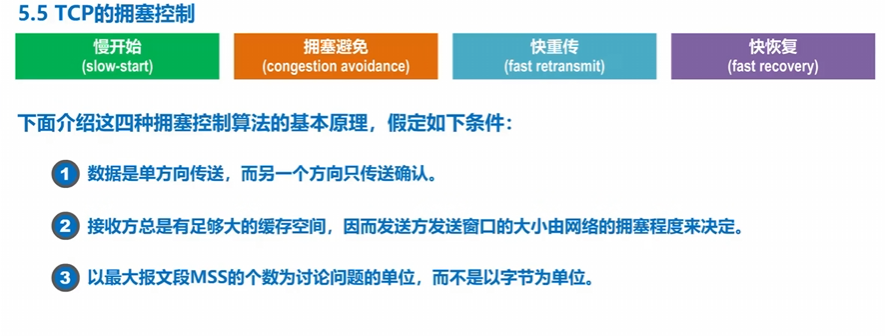 5.5 TCP的拥塞控制
慢开始
(slow-start)
拥塞避免
(congestion avoidance)
快重传
(fast retransmit)
快恢复
(fast recovery)
下面介绍这四种拥塞控制算法的基本原理，假定如下条件：
1 数据是单方向传送，而另一个方向只传送确认。
2 接收方总是有足够大的缓存空间，因而发送方发送窗口的大小由网络的拥塞程度来决定。
3 以最大报文段MSS的个数为讨论问题的单位，而不是以字节为单位。